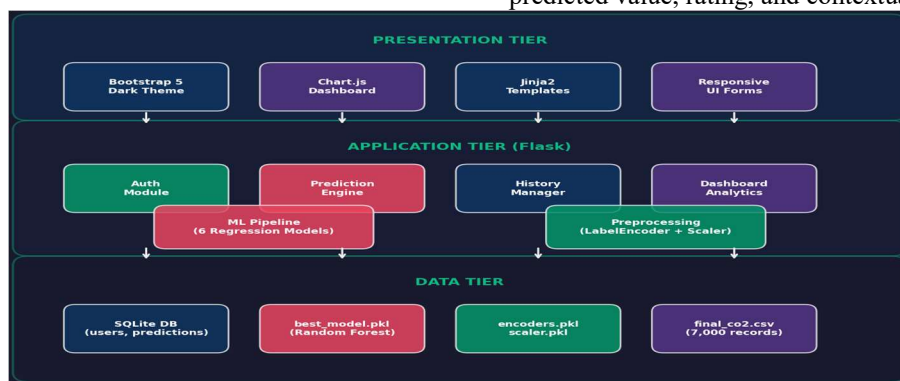 predicted value, rating, and contextual
PRESENTATION TIER
Bootstrap 5
Dark Theme
Chart.js
Dashboard
Jinja2
Templates
Responsive
UI Forms
APPLICATION TIER (Flask)
Auth
Module
Prediction
Engine
History
Manager
Dashboard
Analytics
ML Pipeline
(6 Regression Models)
Preprocessing
(LabelEncoder + Scaler)
DATA TIER
SQLite DB
(users, predictions)
best_model.pkl
(Random Forest)
encoders.pkl
scaler.pkl
final_co2.csv
(7,000 records)